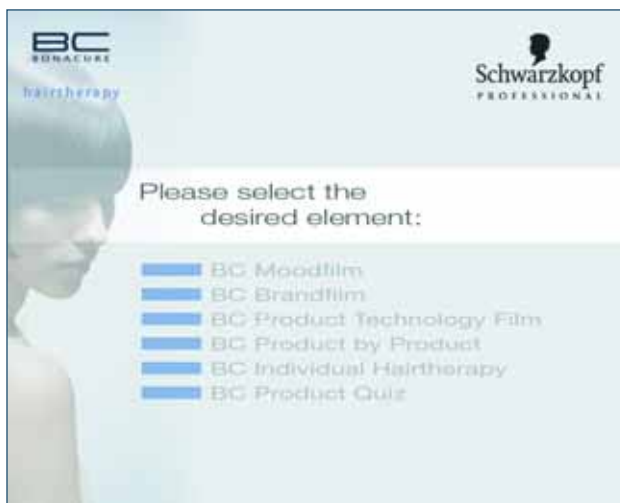 BC
BONACURE
hairtherapy
Schwarzkopf
PROFESSIONAL
Please select the
desired element:
BC Moodfilm
BC Brandfilm
BC Product Technology Film
BC Product by Product
BC Individual Hairtherapy
BC Product Quiz